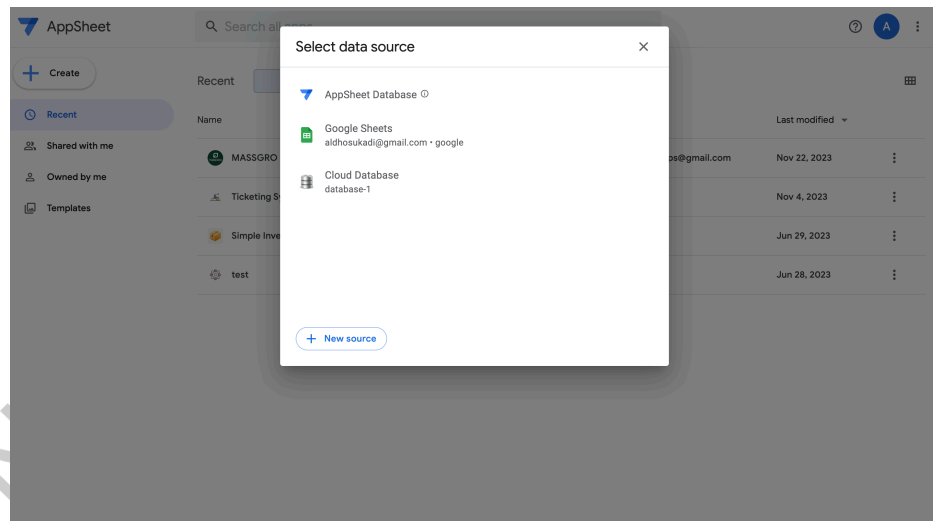 AppSheet
Search all apps
A
Create
Recent
Shared with me
Owned by me
Templates
Recent
Name
Last modified
MASSGRO
os@gmail.com
Nov 22, 2023
Ticketing S
Nov 4, 2023
Simple Inve
Jun 29, 2023
test
Jun 28, 2023
Select data source
AppSheet Database
Google Sheets
aldhosukadi@gmail.com • google
Cloud Database
database-1
New source